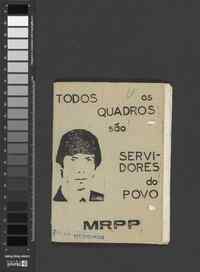 TODOS os
QUADROS
são
SERVI-
DORES
do
POVO
MRPP